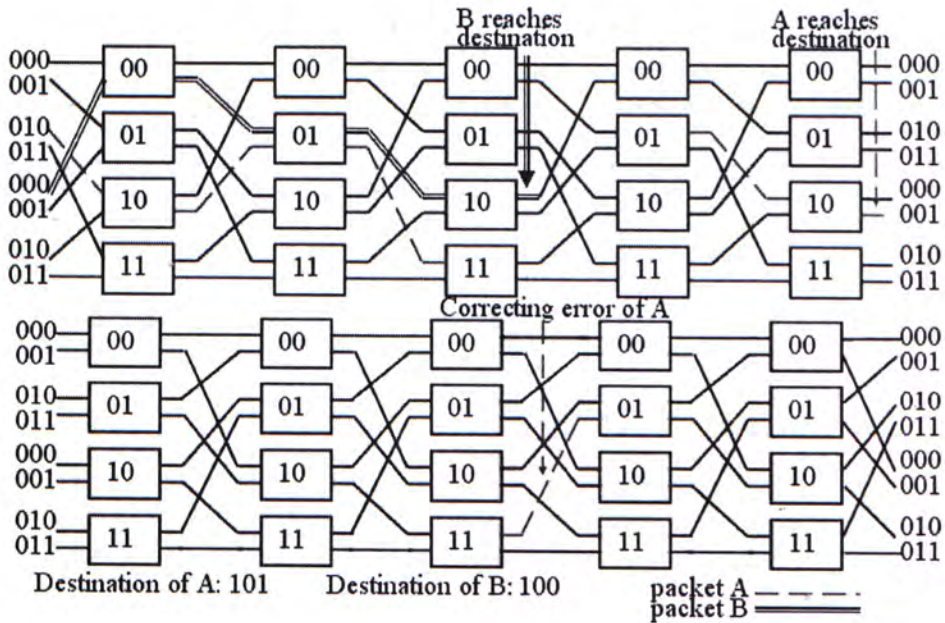 B reaches destination
A reaches destination
000
001
010
011
000
001
010
011
00 00 00 00 00
01 01 01 01 01
10 10 10 10 10
11 11 11 11 11
000
001
010
011
000
001
010
011
Correcting error of A
000
001
010
011
000
001
010
011
00 00 00 00 00
01 01 01 01 01
10 10 10 10 10
11 11 11 11 11
000
001
010
011
000
001
010
011
Destination of A: 101
Destination of B: 100
packet A
packet B